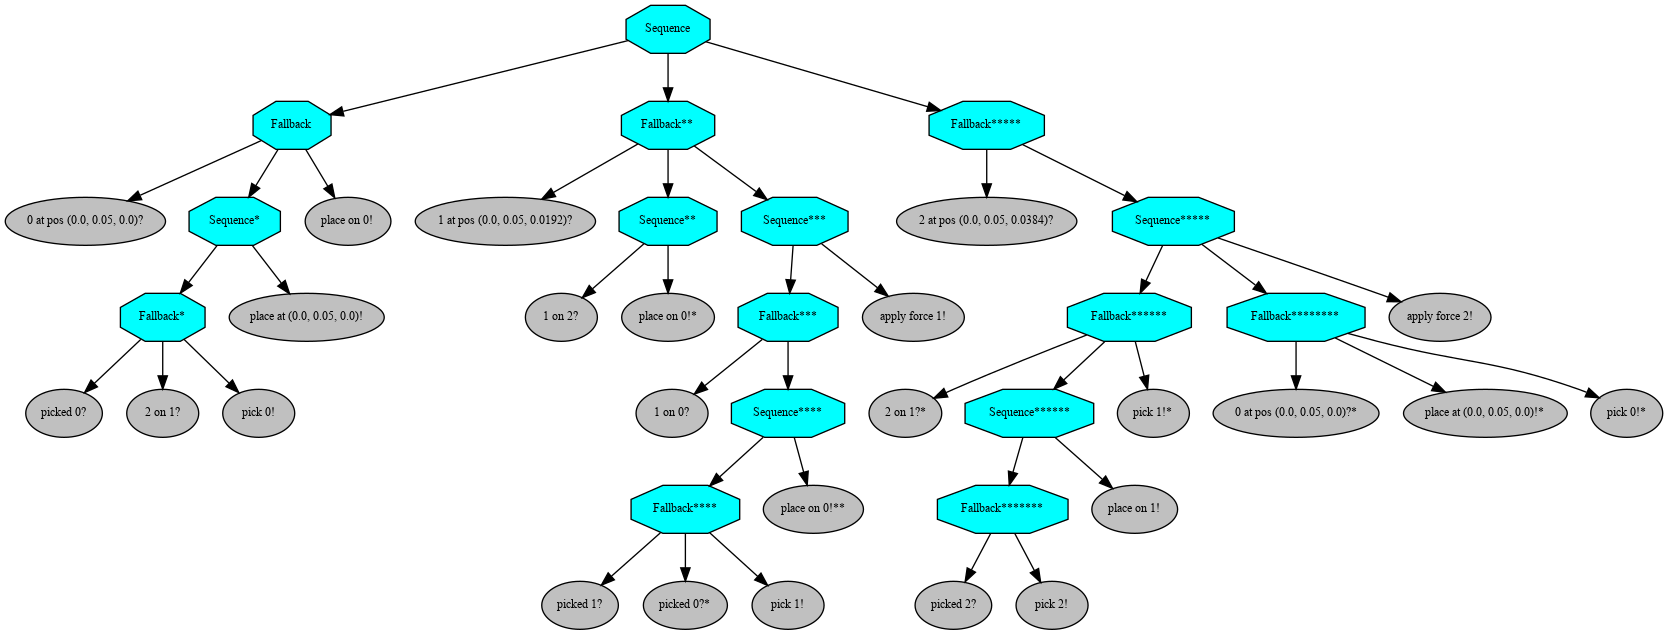 Sequence
Fallback
Fallback**
Fallback*****
0 at pos (0.0, 0.05, 0.0)?
Sequence*
place on 0!
1 at pos (0.0, 0.05, 0.0192)?
Sequence**
Sequence***
2 at pos (0.0, 0.05, 0.0384)?
Sequence*****
Fallback*
place at (0.0, 0.05, 0.0)!
1 on 2?
place on 0!*
Fallback***
apply force 1!
Fallback******
Fallback********
apply force 2!
picked 0?
2 on 1?
pick 0!
1 on 0?
Sequence****
2 on 1?*
Sequence******
pick 1!*
0 at pos (0.0, 0.05, 0.0)?*
place at (0.0, 0.05, 0.0)!*
pick 0!*
Fallback****
place on 0!**
Fallback*******
place on 1!
picked 1?
picked 0?*
pick 1!
picked 2?
pick 2!